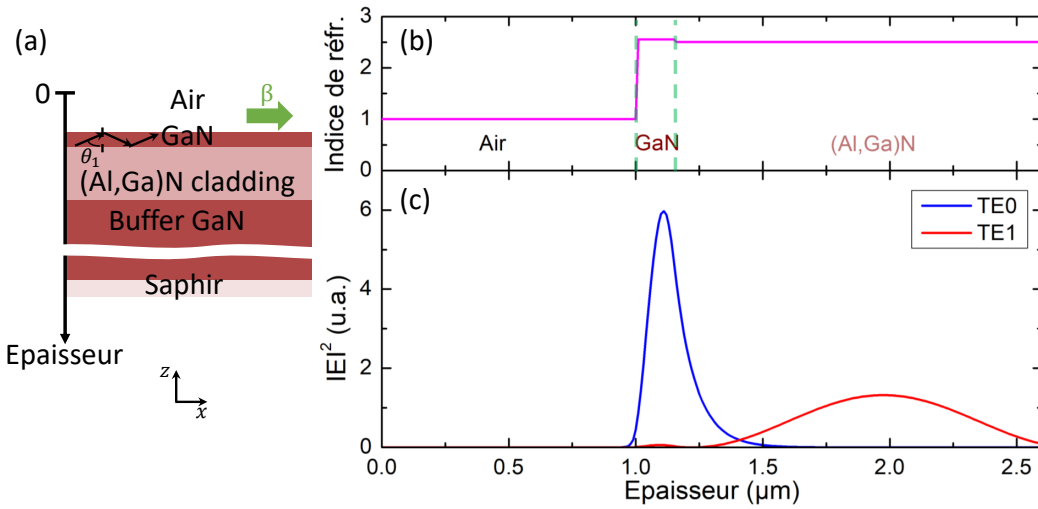 (a)
0
Air
β
GaN
θ1
(Al,Ga)N cladding
Buffer GaN
Saphir
Epaisseur
z
x
(b)
Indice de réfr.
3
2
1
0
Air
GaN
(Al,Ga)N
(c)
TE0
TE1
|E|² (u.a.)
6
4
2
0
0.0 0.5 1.0 1.5 2.0 2.5
Epaisseur (µm)